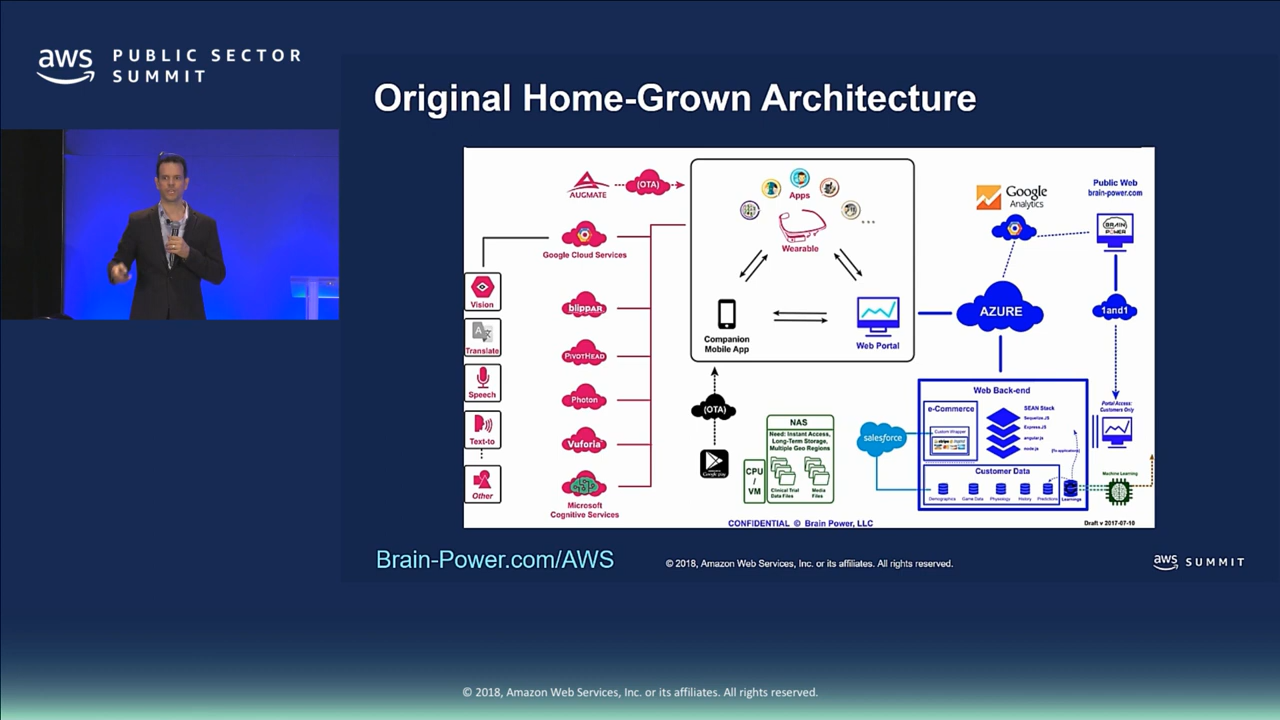 aws
PUBLIC SECTOR
SUMMIT
Original Home-Grown Architecture
AUGMATE
(OTA)
Google Cloud Services
Vision
Translate
Speech
Text-to
Other
blippAR
PIVOTHEAD
Photon
Vuforia
Microsoft
Cognitive Services
Apps
Wearable
Companion
Mobile App
Web Portal
(OTA)
Google play
NAS
Need: Instant Access,
Long-Term Storage,
Multiple Geo Regions
Clinical Trial
Data Files
Media
Files
CPU
/
VM
Google
Analytics
Public Web
brain-power.com
BRAIN
POWER
AZURE
1and1
Web Back-end
e-Commerce
Custom Wrapper
SEAN Stack
Sequelize.JS
Express.JS
angular.js
node.js
[To applications]
salesforce
Customer Data
Demographics
Game Data
Physiology
History
Predictions
Learnings
Portal Access:
Customers Only
Machine Learning
CONFIDENTIAL © Brain Power, LLC
Draft v 2017-07-10
Brain-Power.com/AWS
© 2018, Amazon Web Services, Inc. or its affiliates. All rights reserved.
aws SUMMIT
© 2018, Amazon Web Services, Inc. or its affiliates. All rights reserved.